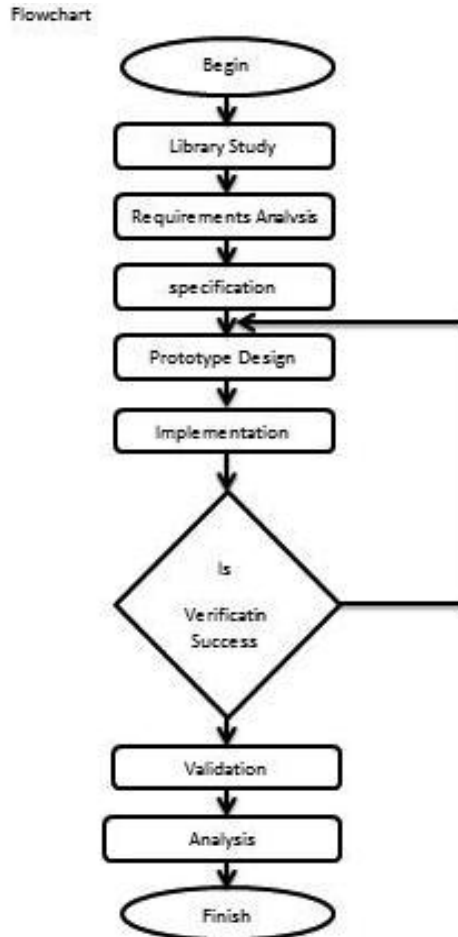 Flowchart
Begin
Library Study
Requirements Analysis
specification
Prototype Design
Implementation
Is
Verificatin
Success
Validation
Analysis
Finish